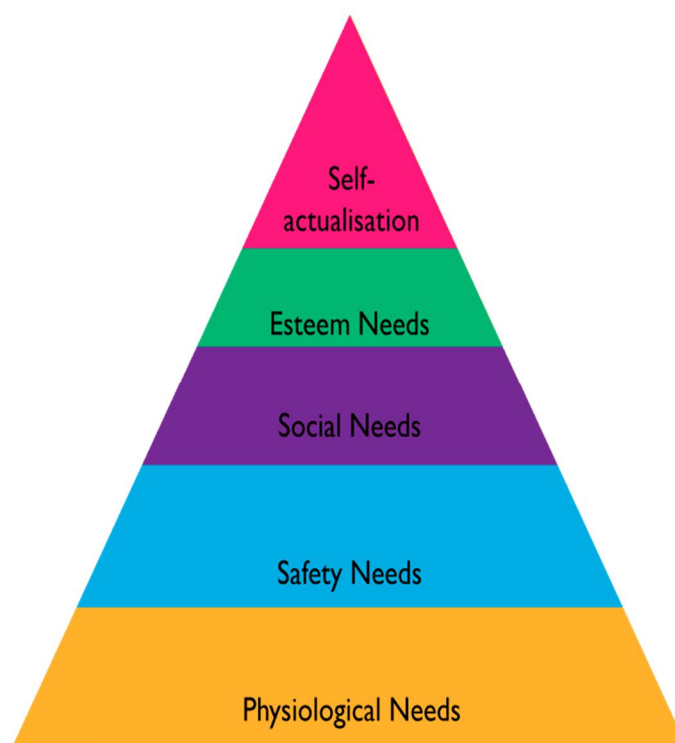 Self-
actualisation
Esteem Needs
Social Needs
Safety Needs
Physiological Needs